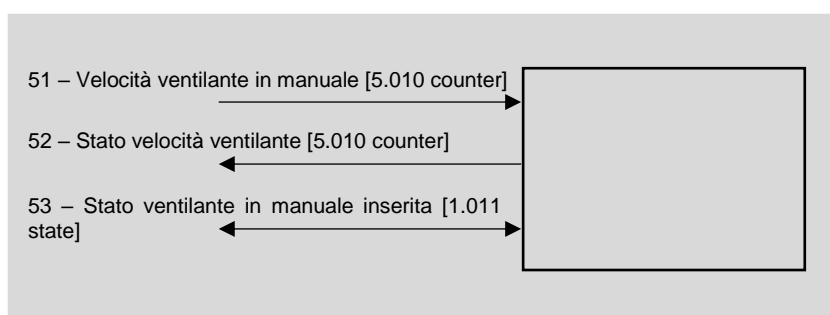 51 – Velocità ventilante in manuale [5.010 counter]
52 – Stato velocità ventilante [5.010 counter]
53 – Stato ventilante in manuale inserita [1.011
state]